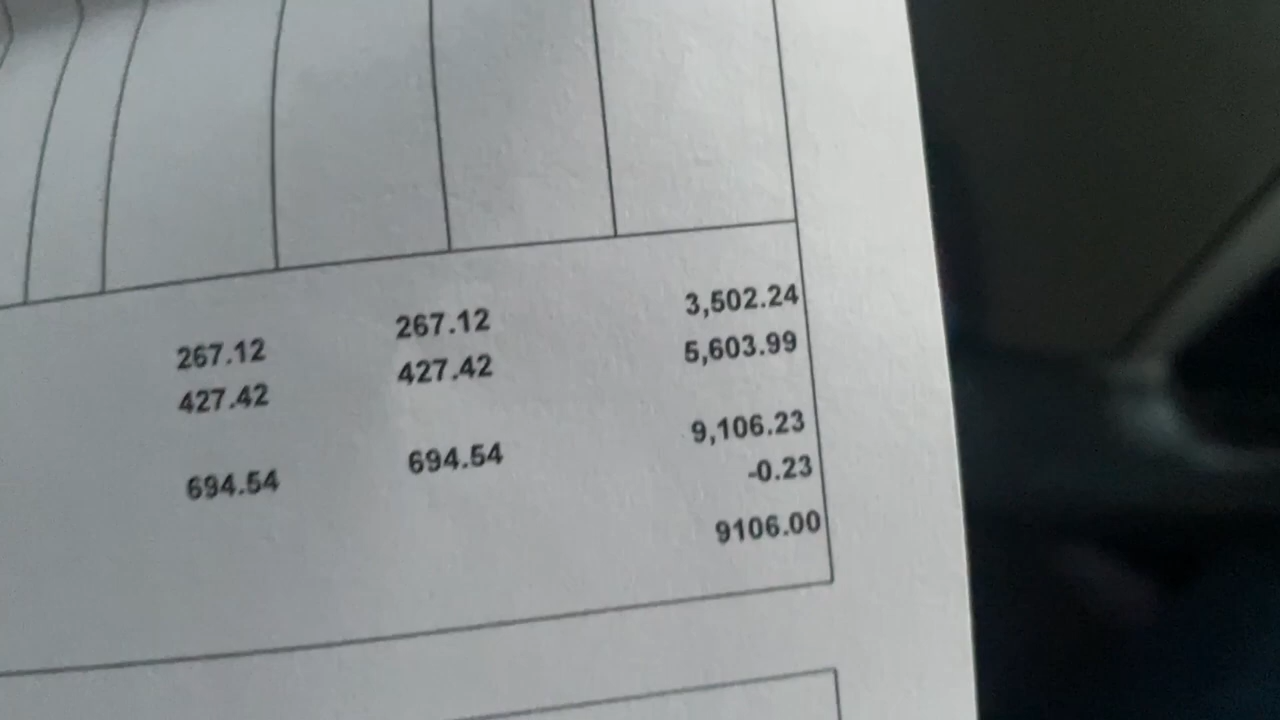 267.12 267.12 3,502.24
427.42 427.42 5,603.99
694.54 694.54 9,106.23
-0.23
9106.00